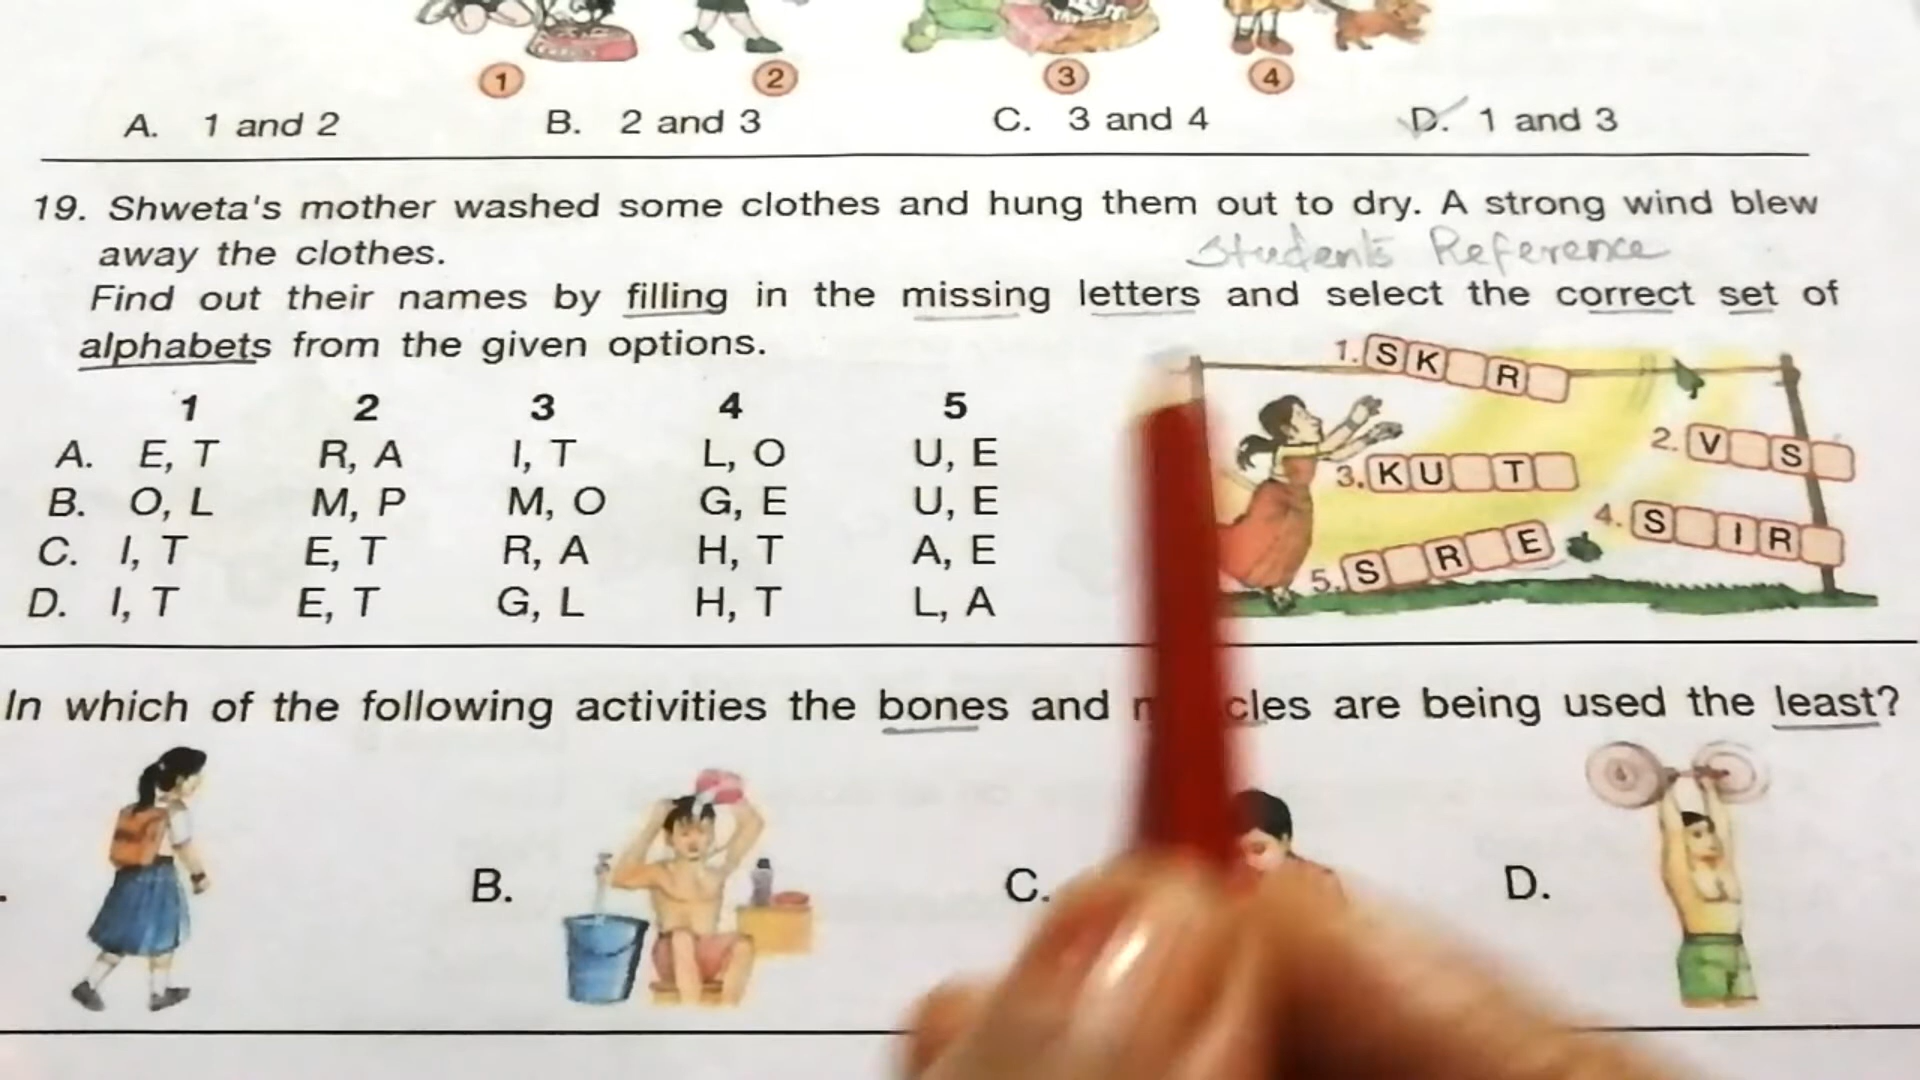 1 2 3 4
A. 1 and 2 B. 2 and 3 C. 3 and 4 D. 1 and 3
19. Shweta's mother washed some clothes and hung them out to dry. A strong wind blew
away the clothes.
Student's Reference
Find out their names by filling in the missing letters and select the correct set of
alphabets from the given options.
1 2 3 4 5
A. E, T R, A I, T L, O U, E
B. O, L M, P M, O G, E U, E
C. I, T E, T R, A H, T A, E
D. I, T E, T G, L H, T L, A
1. S K R
2. V S
3. K U T
4. S I R
5. S R E
In which of the following activities the bones and cles are being used the least?
B. C. D.